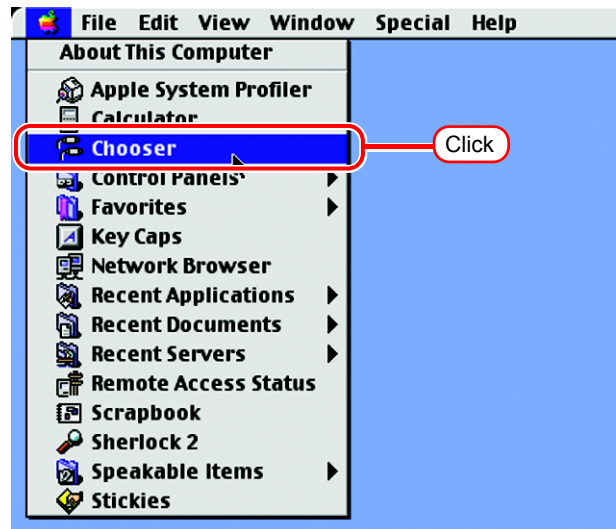 File Edit View Window Special Help
About This Computer
Apple System Profiler
Calculator
Chooser
Click
Control Panels
Favorites
Key Caps
Network Browser
Recent Applications
Recent Documents
Recent Servers
Remote Access Status
Scrapbook
Sherlock 2
Speakable Items
Stickies